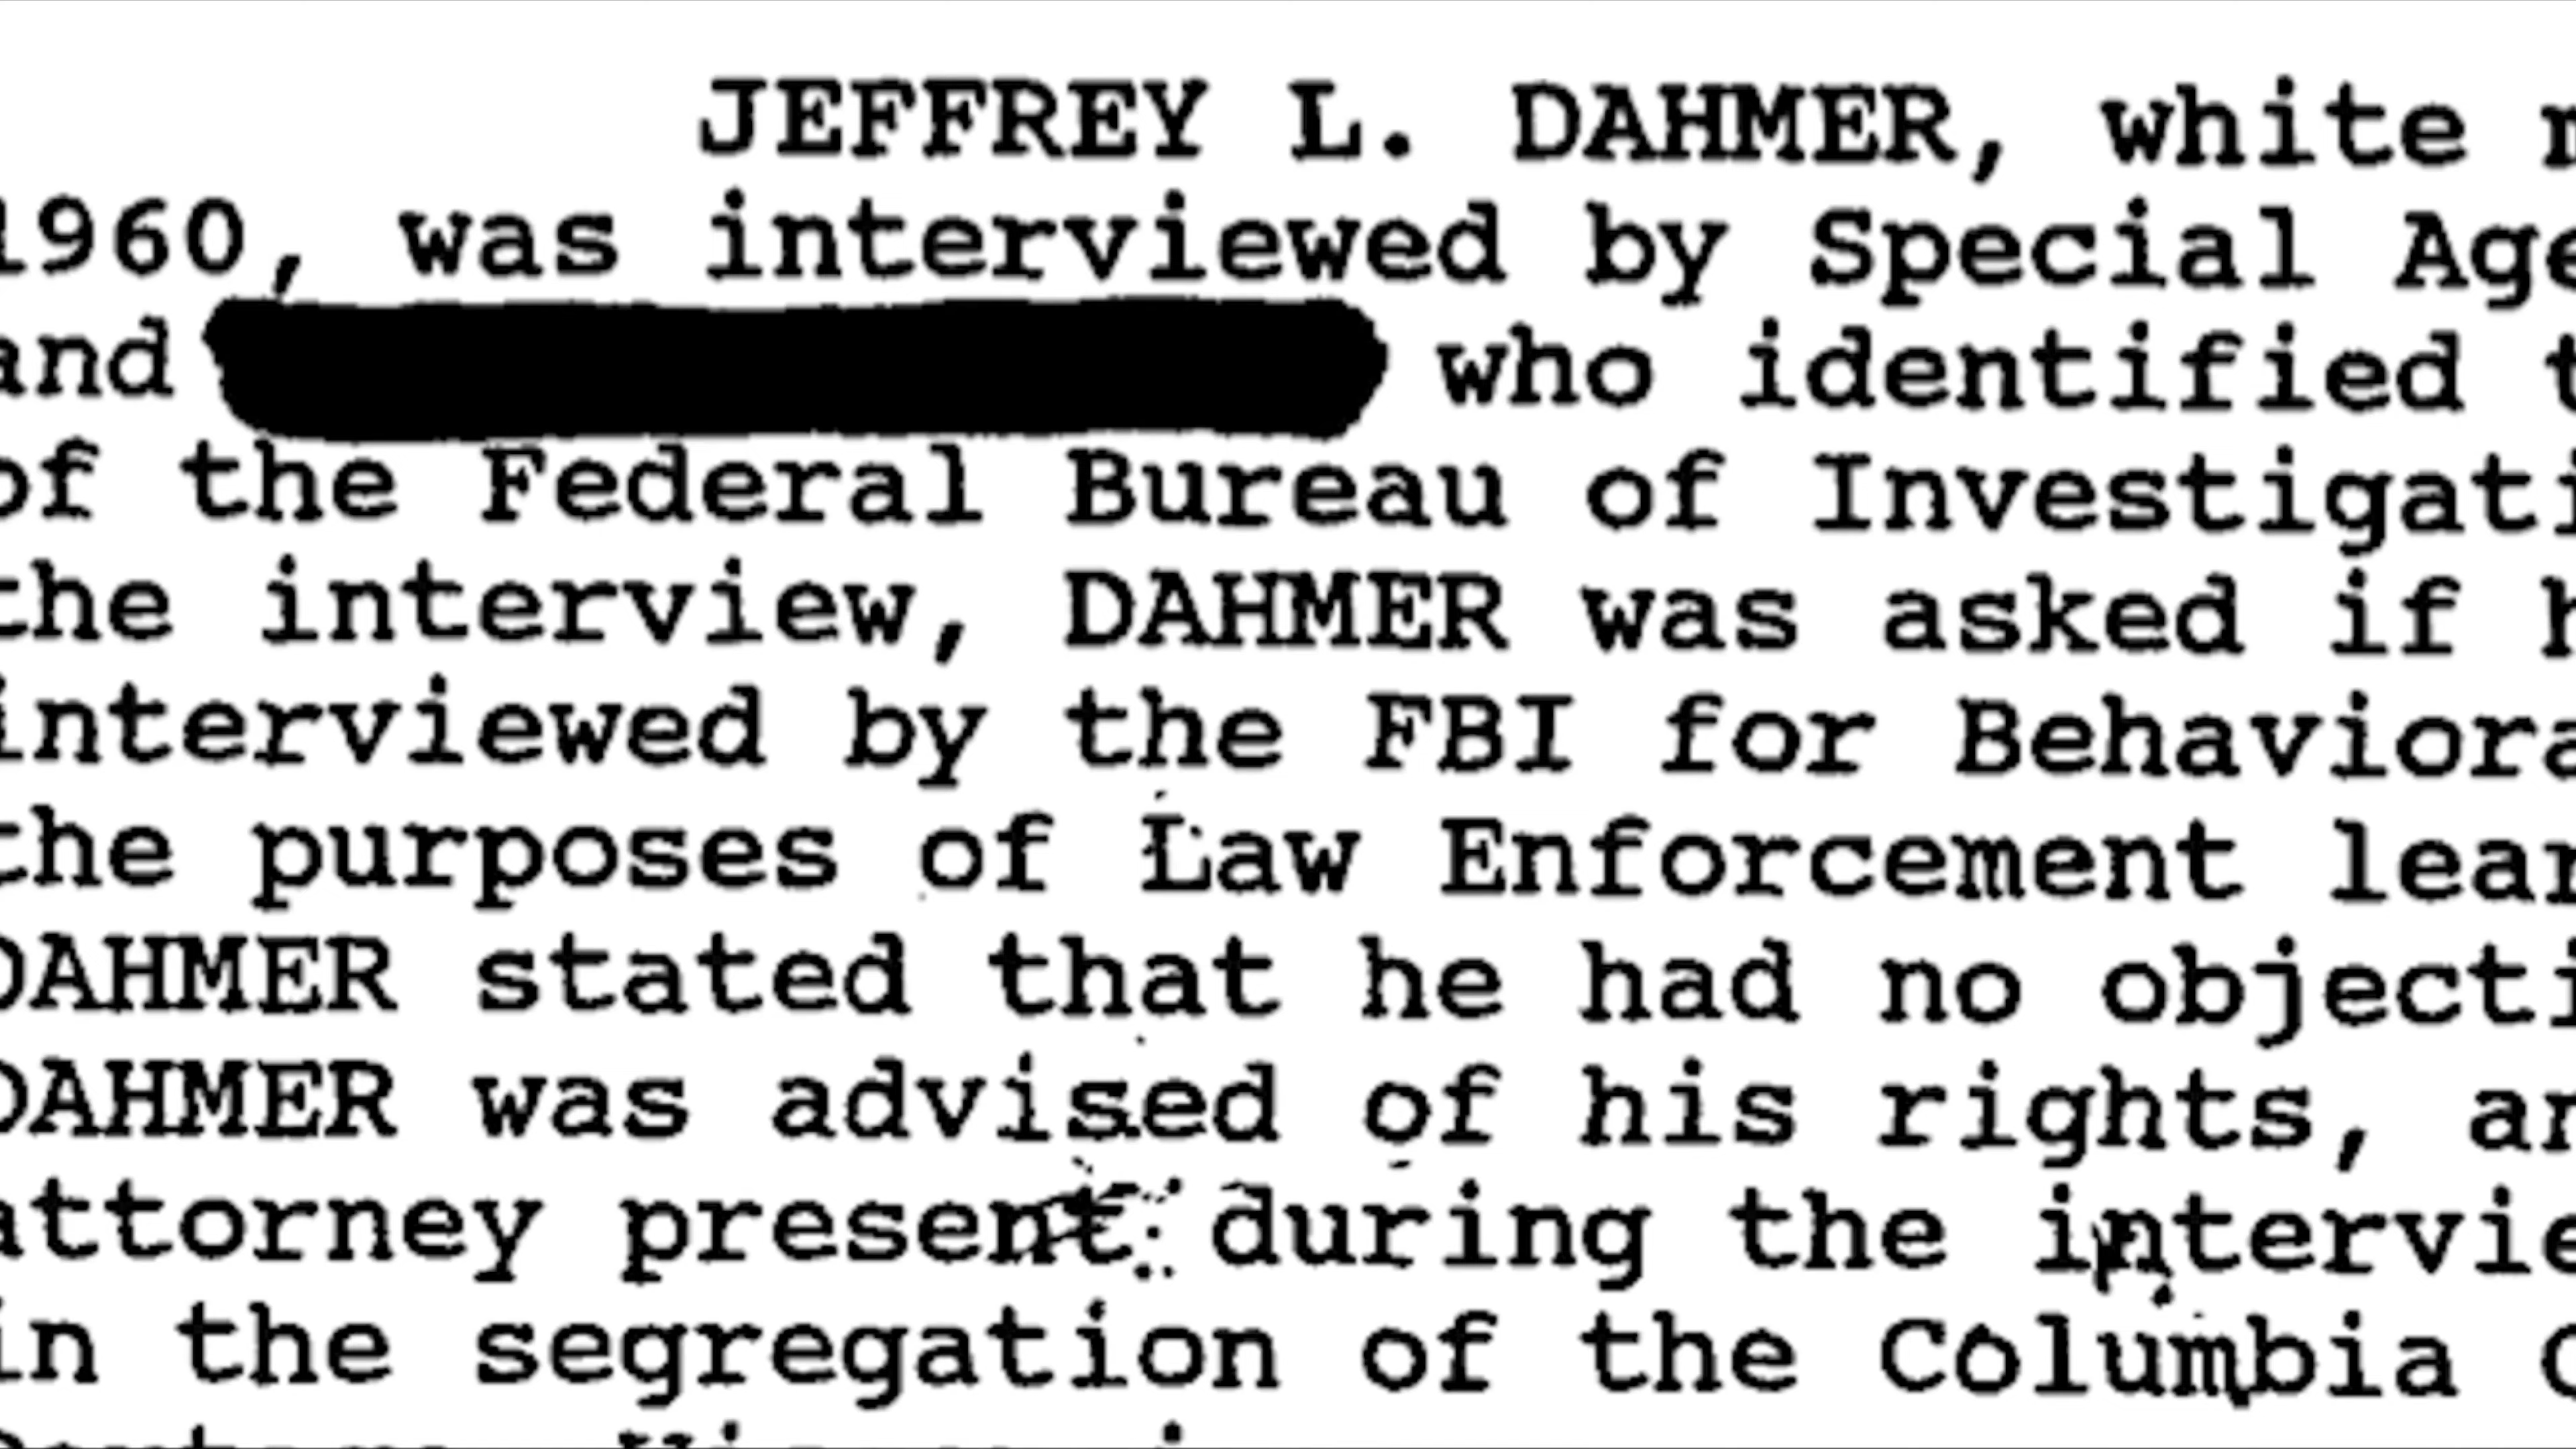 JEFFREY L. DAHMER, white
1960, was interviewed by Special
and who identified
of the Federal Bureau of
the interview, DAHMER was asked if
interviewed by the FBI for
the purposes of Law Enforcement
DAHMER stated that he had no
DAHMER was advised of his rights,
attorney present during the
in the segregation of the Columbia